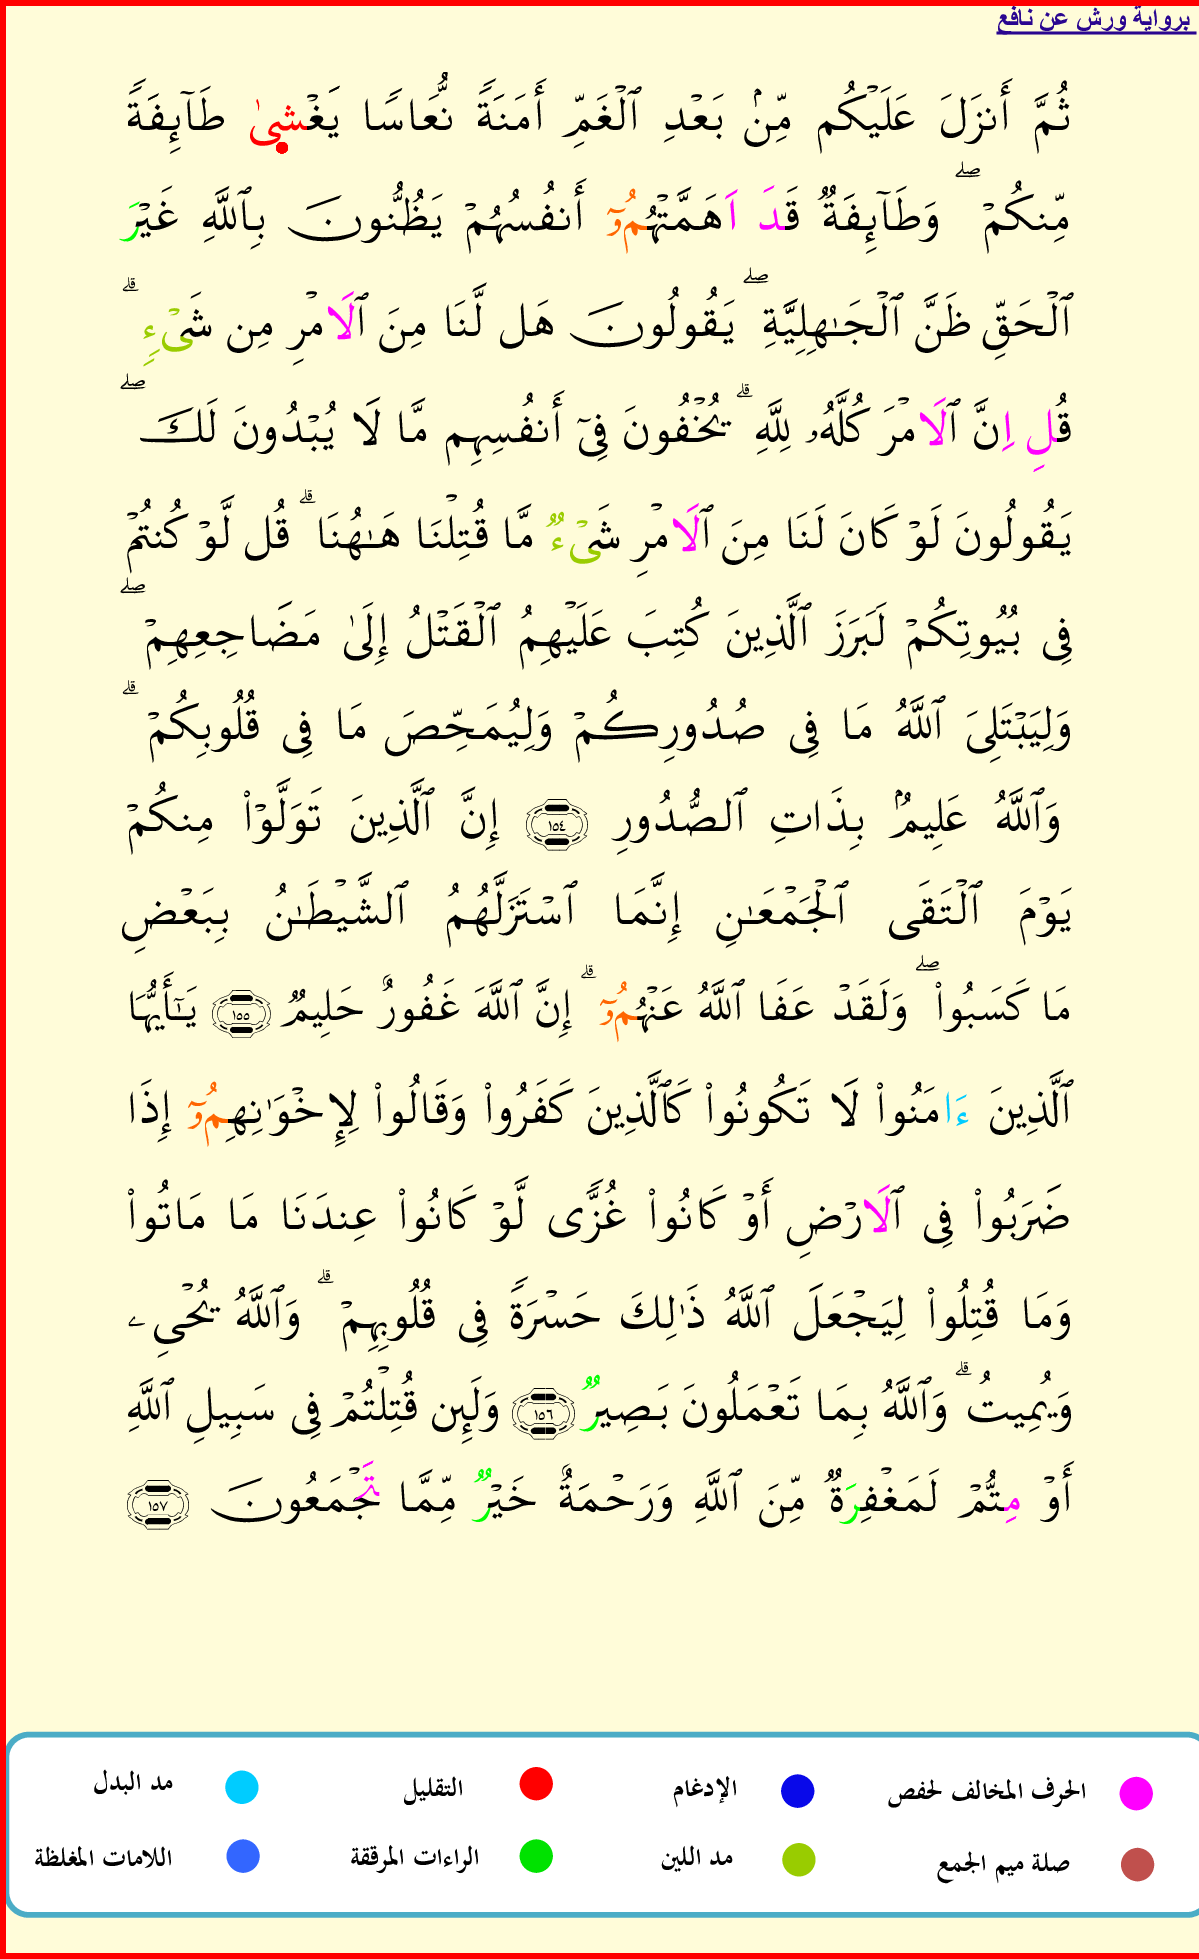 برواية ورش عن نافع
ثُمَّ أَنزَلَ عَلَيۡكُم مِّنۢ بَعۡدِ ٱلۡغَمِّ أَمَنَةٗ نُّعَاسٗا يَغۡشىٰ طَآئِفَةٗ
مِّنكُمۡۖ وَطَآئِفَةٞ قَدَ اَهَمَّتۡهُمُۥٓ أَنفُسُهُمۡ يَظُنُّونَ بِٱللَّهِ غَيۡرَ
ٱلۡحَقِّ ظَنَّ ٱلۡجَٰهِلِيَّةِۖ يَقُولُونَ هَل لَّنَا مِنَ ٱلَامۡرِ مِن شَيۡءٖۗ
قُلِ اِنَّ ٱلَامۡرَ كُلَّهُۥ لِلَّهِۗ يُخۡفُونَ فِيٓ أَنفُسِهِم مَّا لَا يُبۡدُونَ لَكَۖ
يَقُولُونَ لَوۡ كَانَ لَنَا مِنَ ٱلَامۡرِ شَيۡءٞ مَّا قُتِلۡنَا هَٰهُنَاۗ قُل لَّوۡ كُنتُمۡ
فِي بُيُوتِكُمۡ لَبَرَزَ ٱلَّذِينَ كُتِبَ عَلَيۡهِمُ ٱلۡقَتۡلُ إِلَىٰ مَضَاجِعِهِمۡۖ
وَلِيَبۡتَلِيَ ٱللَّهُ مَا فِي صُدُورِكُمۡ وَلِيُمَحِّصَ مَا فِي قُلُوبِكُمۡۗ
وَٱللَّهُ عَلِيمُۢ بِذَاتِ ٱلصُّدُورِ ١٥٤ إِنَّ ٱلَّذِينَ تَوَلَّوۡاْ مِنكُمۡ
يَوۡمَ ٱلۡتَقَى ٱلۡجَمۡعَٰنِ إِنَّمَا ٱسۡتَزَلَّهُمُ ٱلشَّيۡطَٰنُ بِبَعۡضِ
مَا كَسَبُواْۖ وَلَقَدۡ عَفَا ٱللَّهُ عَنۡهُمُۥٓۗ إِنَّ ٱللَّهَ غَفُورٌ حَلِيمٞ ١٥٥ يَٰٓأَيُّهَا
ٱلَّذِينَ ءَامَنُواْ لَا تَكُونُواْ كَٱلَّذِينَ كَفَرُواْ وَقَالُواْ لِإِخۡوَٰنِهِمُۥٓ إِذَا
ضَرَبُواْ فِي ٱلَارۡضِ أَوۡ كَانُواْ غُزّٗى لَّوۡ كَانُواْ عِندَنَا مَا مَاتُواْ
وَمَا قُتِلُواْ لِيَجۡعَلَ ٱللَّهُ ذَٰلِكَ حَسۡرَةٗ فِي قُلُوبِهِمۡۗ وَٱللَّهُ يُحۡيِۦ
وَيُمِيتُۗ وَٱللَّهُ بِمَا تَعۡمَلُونَ بَصِيرٞ ١٥٦ وَلَئِن قُتِلۡتُمۡ فِي سَبِيلِ ٱللَّهِ
أَوۡ مِتُّمۡ لَمَغۡفِرَةٞ مِّنَ ٱللَّهِ وَرَحۡمَةٌ خَيۡرٞ مِّمَّا تَجۡمَعُونَ ١٥٧
الحرف المخالف لحفص الإدغام التقليل مد البدل
صلة ميم الجمع مد اللين الراءات المرققة اللامات المغلظة